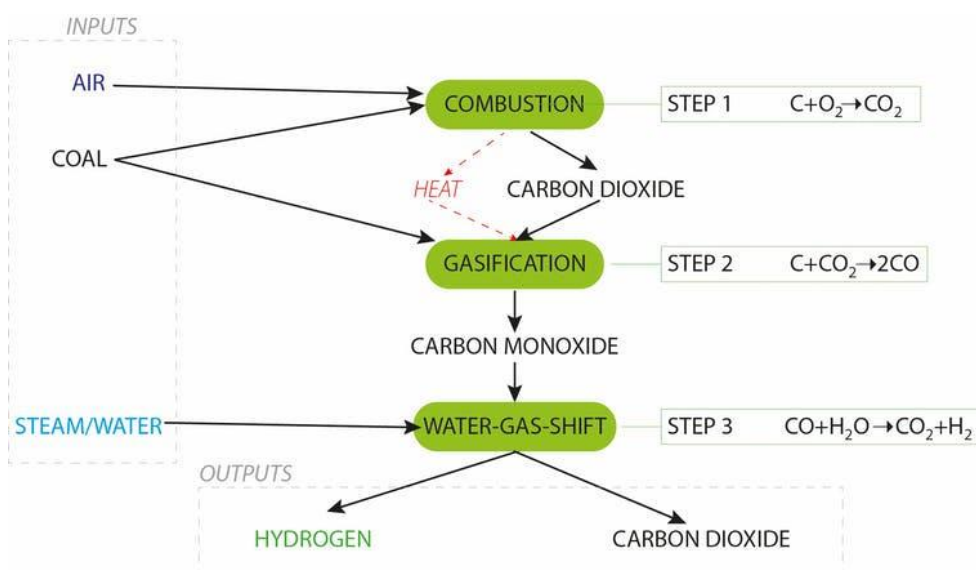 INPUTS
AIR
COMBUSTION
STEP 1 C+O₂→CO₂
COAL
HEAT
CARBON DIOXIDE
GASIFICATION
STEP 2 C+CO₂→2CO
CARBON MONOXIDE
STEAM/WATER
WATER-GAS-SHIFT
STEP 3 CO+H₂O→CO₂+H₂
OUTPUTS
HYDROGEN
CARBON DIOXIDE